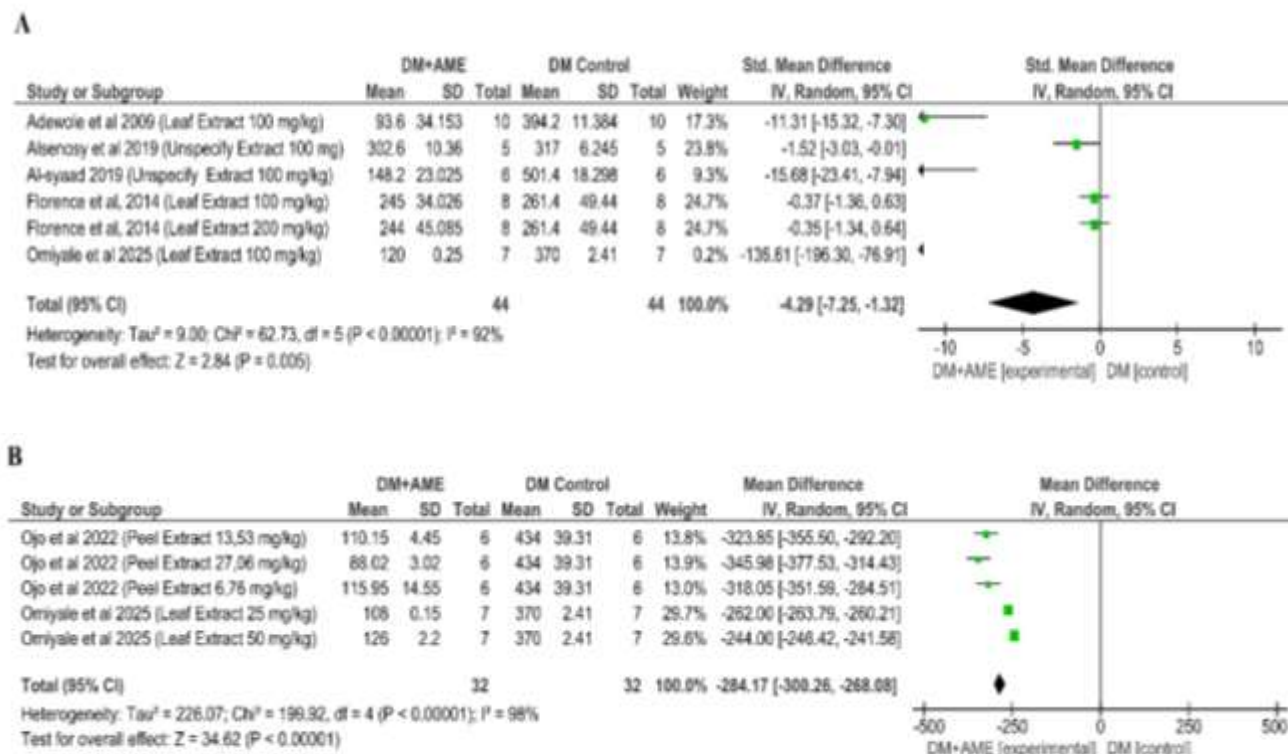 A
DM+AME DM Control Std. Mean Difference Std. Mean Difference
Study or Subgroup Mean SD Total Mean SD Total Weight IV, Random, 95% CI IV, Random, 95% CI
Adewole et al 2009 (Leaf Extract 100 mg/kg) 93.6 34.153 10 394.2 11.384 10 17.3% -11.31 [-15.32, -7.30]
Alsenosy et al 2019 (Unspecify Extract 100 mg) 302.6 10.36 5 317 6.245 5 23.8% -1.52 [-3.03, -0.01]
Al-syaad 2019 (Unspecify Extract 100 mg/kg) 148.2 23.025 6 501.4 18.298 6 9.3% -15.68 [-23.41, -7.94]
Florence et al, 2014 (Leaf Extract 100 mg/kg) 245 34.026 8 261.4 49.44 8 24.7% -0.37 [-1.36, 0.63]
Florence et al, 2014 (Leaf Extract 200 mg/kg) 244 45.085 8 261.4 49.44 8 24.7% -0.35 [-1.34, 0.64]
Omiyale et al 2025 (Leaf Extract 100 mg/kg) 120 0.25 7 370 2.41 7 0.2% -136.61 [-196.30, -76.91]
Total (95% CI) 44 44 100.0% -4.29 [-7.25, -1.32]
Heterogeneity: Tau² = 9.00; Chi² = 62.73, df = 5 (P < 0.00001); I² = 92%
Test for overall effect: Z = 2.84 (P = 0.005)
-10 -5 0 5 10
DM+AME [experimental] DM [control]
B
DM+AME DM Control Mean Difference Mean Difference
Study or Subgroup Mean SD Total Mean SD Total Weight IV, Random, 95% CI IV, Random, 95% CI
Ojo et al 2022 (Peel Extract 13,53 mg/kg) 110.15 4.45 6 434 39.31 6 13.8% -323.85 [-355.50, -292.20]
Ojo et al 2022 (Peel Extract 27,06 mg/kg) 88.02 3.02 6 434 39.31 6 13.9% -345.98 [-377.53, -314.43]
Ojo et al 2022 (Peel Extract 6,76 mg/kg) 115.95 14.55 6 434 39.31 6 13.0% -318.05 [-351.59, -284.51]
Omiyale et al 2025 (Leaf Extract 25 mg/kg) 108 0.15 7 370 2.41 7 29.7% -262.00 [-263.79, -260.21]
Omiyale et al 2025 (Leaf Extract 50 mg/kg) 126 2.2 7 370 2.41 7 29.6% -244.00 [-246.42, -241.58]
Total (95% CI) 32 32 100.0% -284.17 [-300.26, -268.08]
Heterogeneity: Tau² = 226.07; Chi² = 199.92, df = 4 (P < 0.00001); I² = 98%
Test for overall effect: Z = 34.62 (P < 0.00001)
-500 -250 0 250 500
DM+AME [experimental] DM [control]